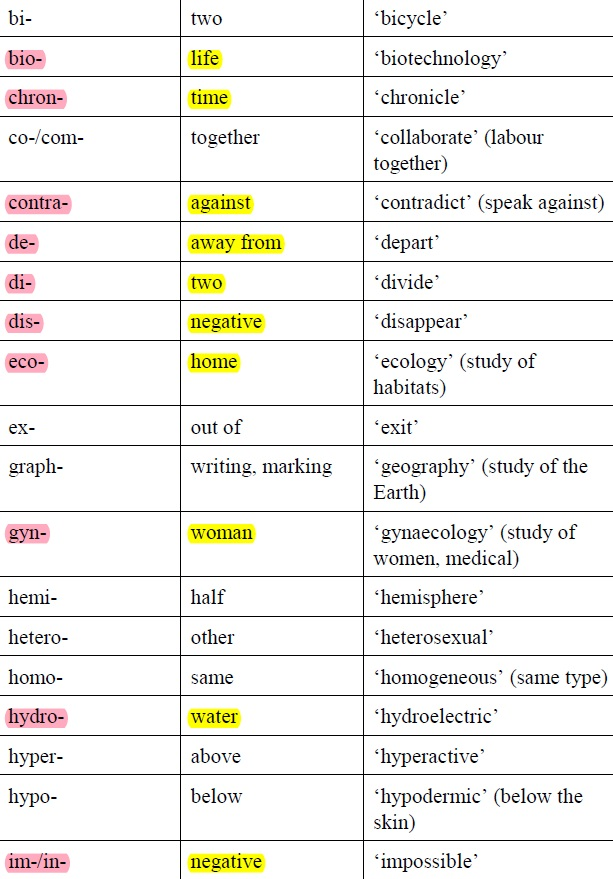 bi- two ‘bicycle’
bio- life ‘biotechnology’
chron- time ‘chronicle’
co-/com- together ‘collaborate’ (labour
together)
contra- against ‘contradict’ (speak against)
de- away from ‘depart’
di- two ‘divide’
dis- negative ‘disappear’
eco- home ‘ecology’ (study of
habitats)
ex- out of ‘exit’
graph- writing, marking ‘geography’ (study of the
Earth)
gyn- woman ‘gynaecology’ (study of
women, medical)
hemi- half ‘hemisphere’
hetero- other ‘heterosexual’
homo- same ‘homogeneous’ (same type)
hydro- water ‘hydroelectric’
hyper- above ‘hyperactive’
hypo- below ‘hypodermic’ (below the
skin)
im-/in- negative ‘impossible’